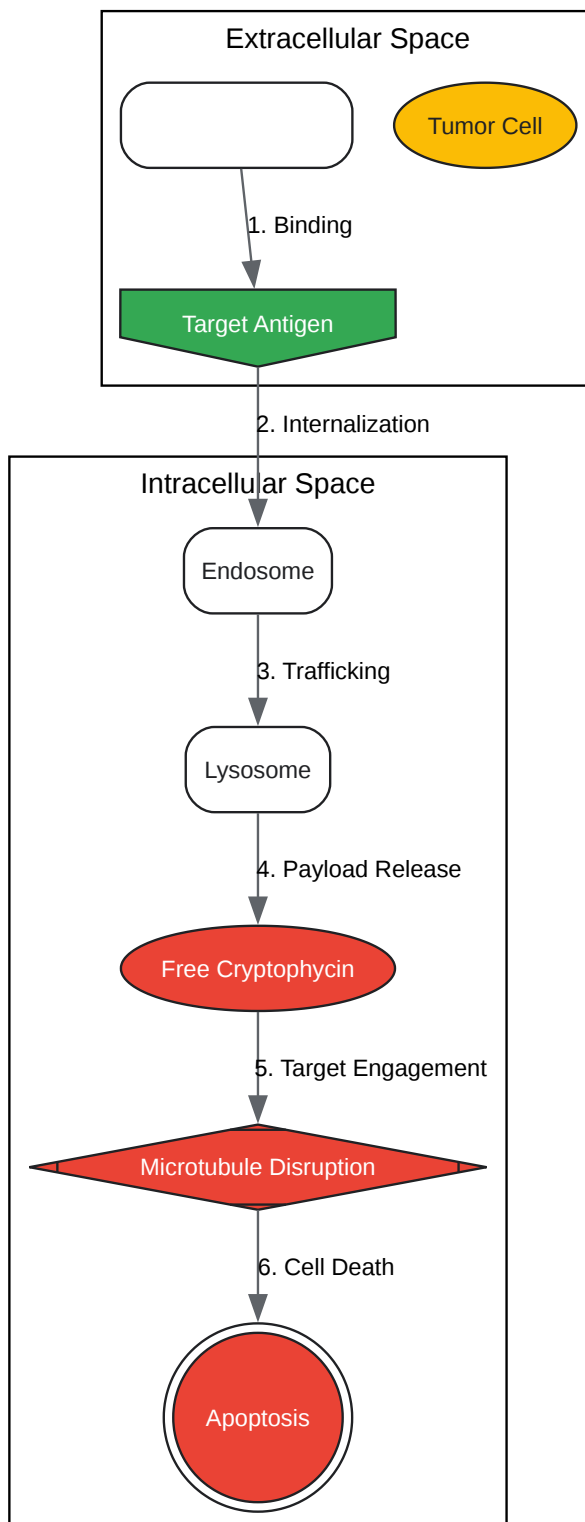 Extracellular Space
Tumor Cell
1. Binding
Target Antigen
2. Internalization
Intracellular Space
Endosome
3. Trafficking
Lysosome
4. Payload Release
Free Cryptophycin
5. Target Engagement
Microtubule Disruption
6. Cell Death
Apoptosis